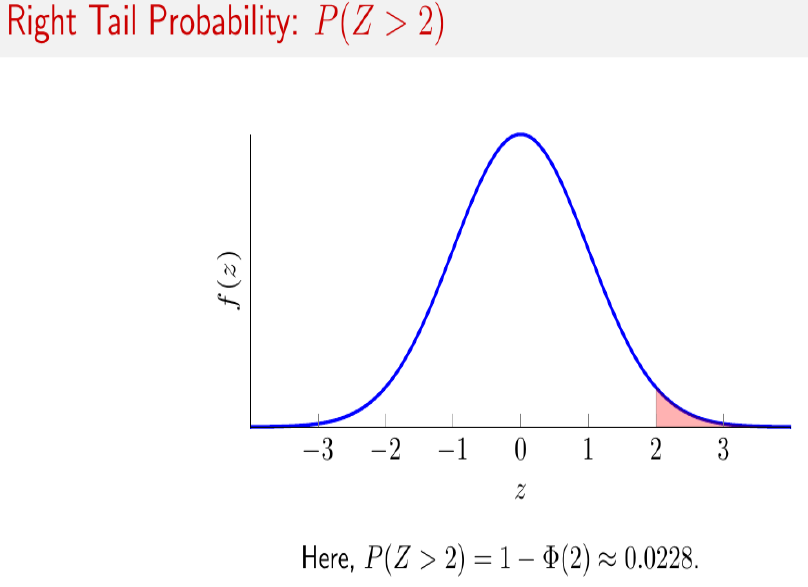 Right Tail Probability: P(Z > 2)
f(z)
−3 −2 −1 0 1 2 3
z
Here, P(Z > 2) = 1 − Φ(2) ≈ 0.0228.